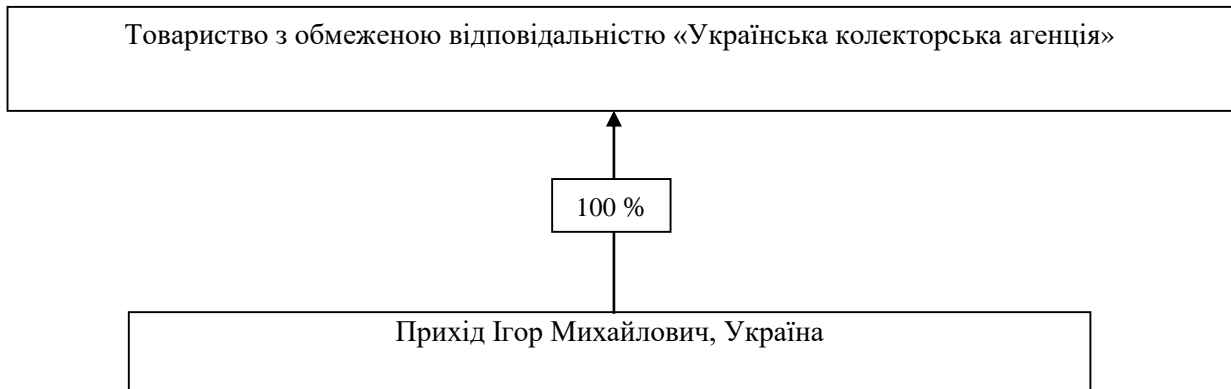 Товариство з обмеженою відповідальністю «Українська колекторська агенція»
100 %
Прихід Ігор Михайлович, Україна